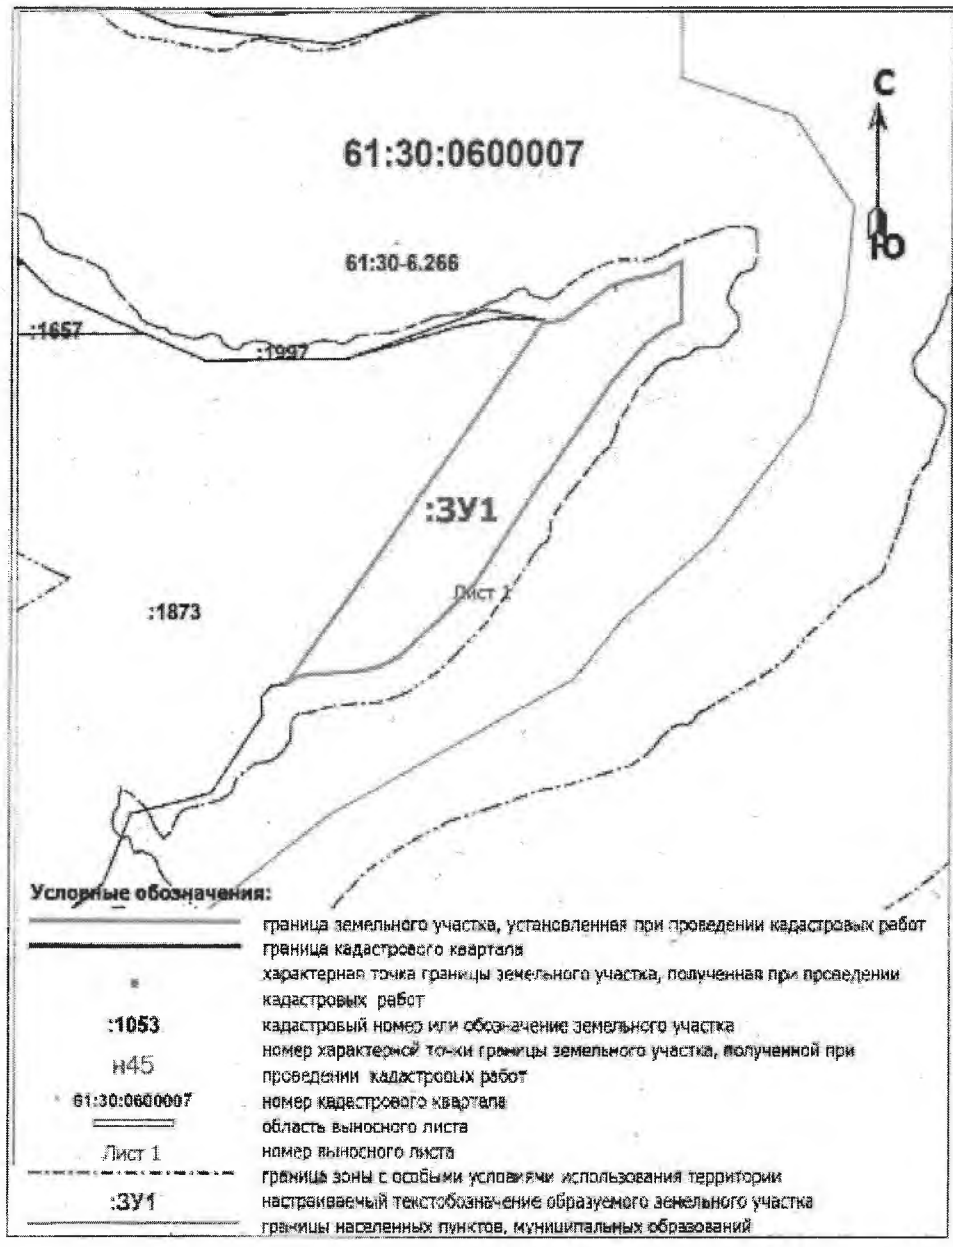 С
61:30:0600007
Ю
61:30-6.266
:1657
:1997
:ЗУ1
Лист 1
:1873
Условные обозначения:
граница земельного участка, установленная при проведении кадастровых работ
граница кадастрового квартала
характерная точка границы земельного участка, полученная при проведении
кадастровых работ
:1053 кадастровый номер или обозначение земельного участка
н45 номер характерной точки границы земельного участка, полученной при
проведении кадастровых работ
61:30:0600007 номер кадастрового квартала
область выносного листа
Лист 1 номер выносного листа
граница зоны с особыми условиями использования территории
:ЗУ1 настраиваемый текстобозначение образуемого земельного участка
границы населенных пунктов, муниципальных образований